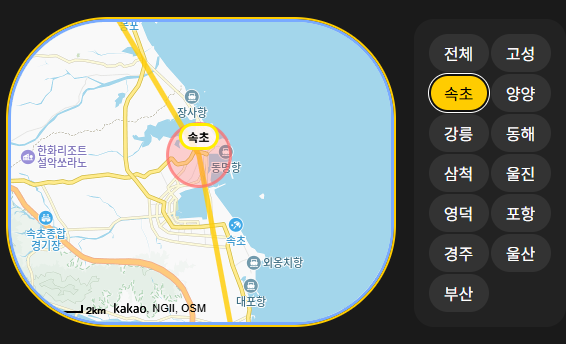 장사항
속초
동명항
한화리조트
설악쏘라노
속초종합
경기장
속초
외옹치항
대포항
2km kakao, NGII, OSM
전체 고성
속초 양양
강릉 동해
삼척 울진
영덕 포항
경주 울산
부산